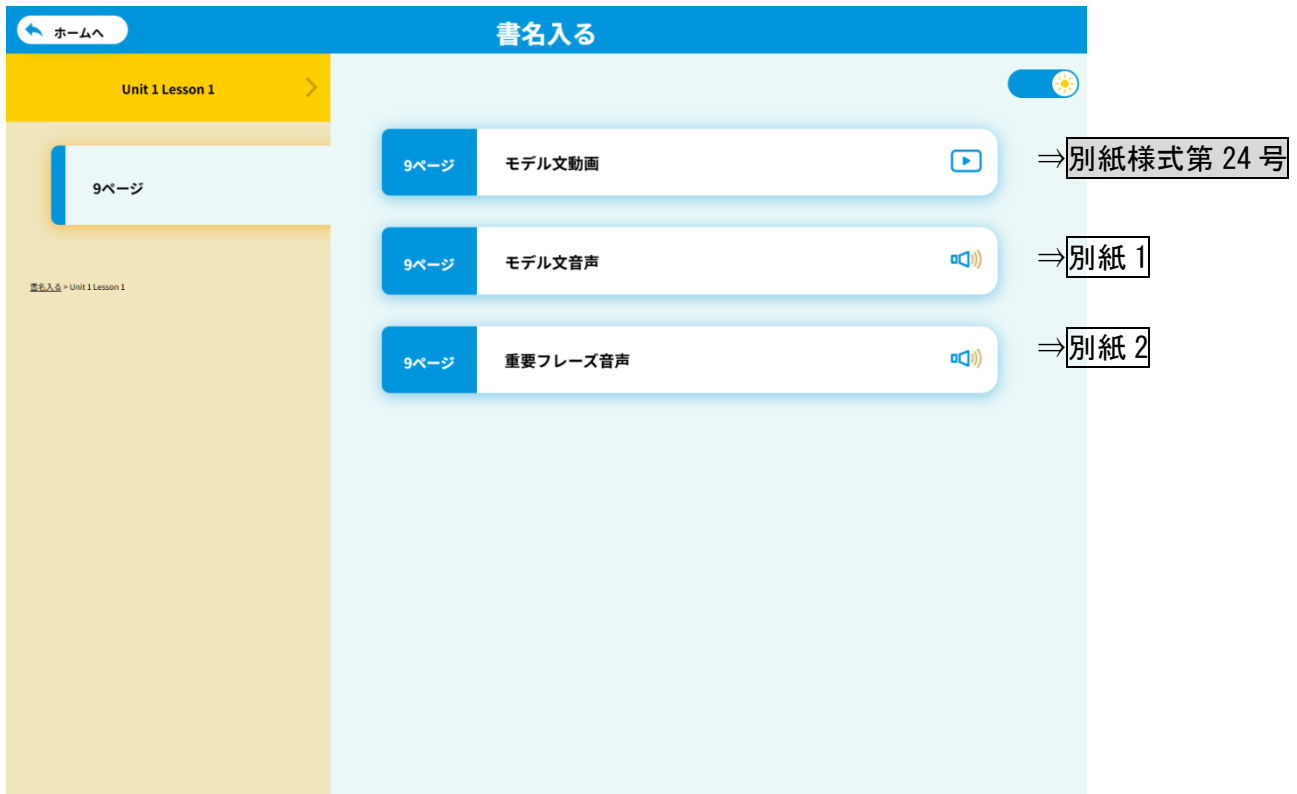 ホームへ
書名入る
Unit 1 Lesson 1
9ページ
書名入る > Unit 1 Lesson 1
9ページ モデル文動画
⇒別紙様式第 24 号
9ページ モデル文音声
⇒別紙 1
9ページ 重要フレーズ音声
⇒別紙 2